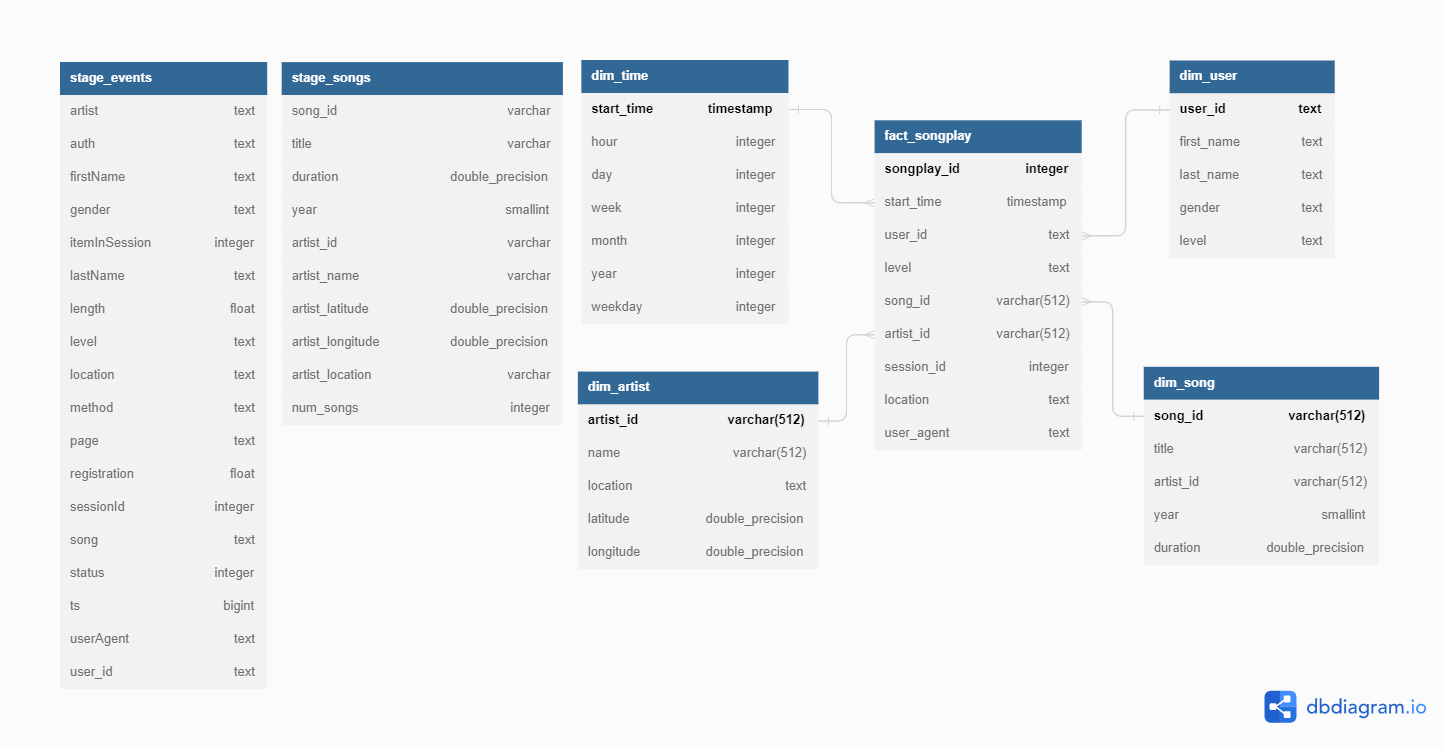 stage_events
artist text
auth text
firstName text
gender text
itemInSession integer
lastName text
length float
level text
location text
method text
page text
registration float
sessionId integer
song text
status integer
ts bigint
userAgent text
user_id text
stage_songs
song_id varchar
title varchar
duration double_precision
year smallint
artist_id varchar
artist_name varchar
artist_latitude double_precision
artist_longitude double_precision
artist_location varchar
num_songs integer
dim_time
start_time timestamp
hour integer
day integer
week integer
month integer
year integer
weekday integer
dim_artist
artist_id varchar(512)
name varchar(512)
location text
latitude double_precision
longitude double_precision
fact_songplay
songplay_id integer
start_time timestamp
user_id text
level text
song_id varchar(512)
artist_id varchar(512)
session_id integer
location text
user_agent text
dim_user
user_id text
first_name text
last_name text
gender text
level text
dim_song
song_id varchar(512)
title varchar(512)
artist_id varchar(512)
year smallint
duration double_precision
dbdiagram.io